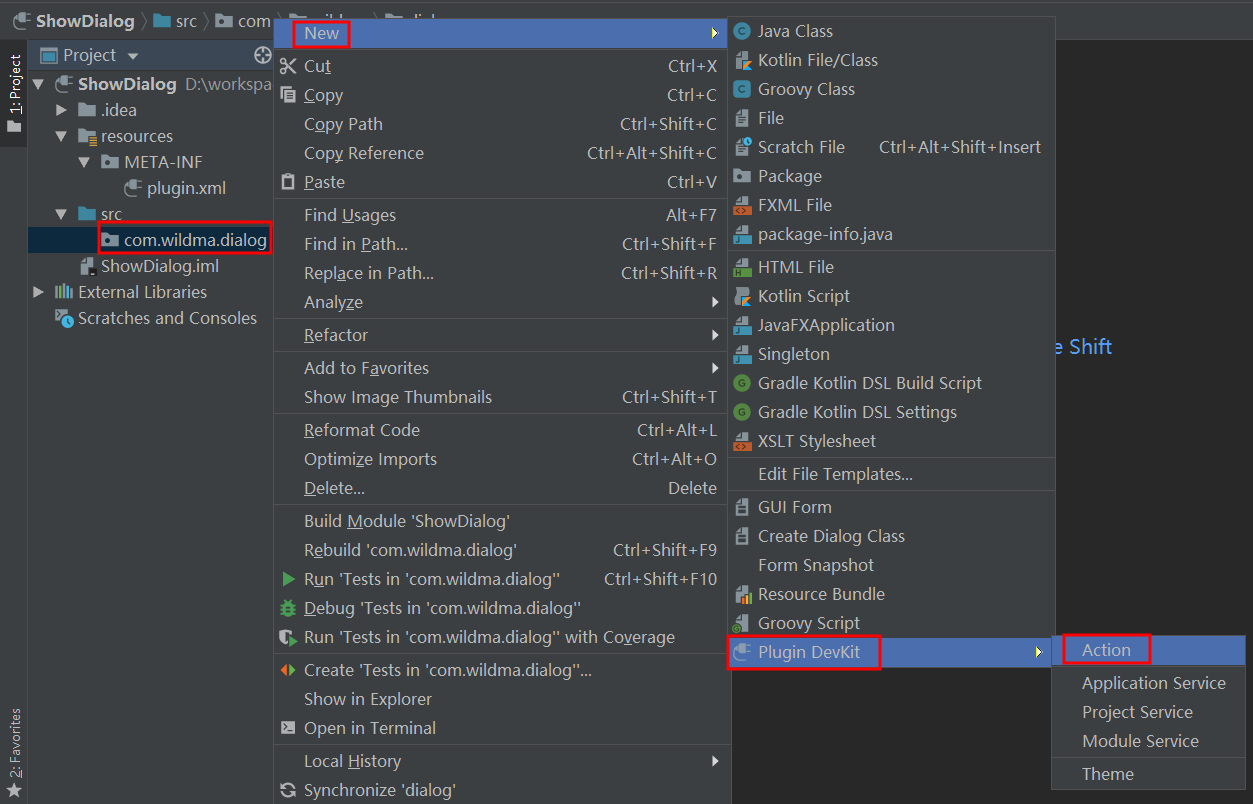 ShowDialog
src
com
Project
1: Project
ShowDialog D:\workspa
.idea
resources
META-INF
plugin.xml
src
com.wildma.dialog
ShowDialog.iml
External Libraries
Scratches and Consoles
2: Favorites
New
Cut Ctrl+X
Copy Ctrl+C
Copy Path Ctrl+Shift+C
Copy Reference Ctrl+Alt+Shift+C
Paste Ctrl+V
Find Usages Alt+F7
Find in Path... Ctrl+Shift+F
Replace in Path... Ctrl+Shift+R
Analyze
Refactor
Add to Favorites
Show Image Thumbnails Ctrl+Shift+T
Reformat Code Ctrl+Alt+L
Optimize Imports Ctrl+Alt+O
Delete... Delete
Build Module 'ShowDialog'
Rebuild 'com.wildma.dialog' Ctrl+Shift+F9
Run 'Tests in 'com.wildma.dialog'' Ctrl+Shift+F10
Debug 'Tests in 'com.wildma.dialog''
Run 'Tests in 'com.wildma.dialog'' with Coverage
Create 'Tests in 'com.wildma.dialog''...
Show in Explorer
Open in Terminal
Local History
Synchronize 'dialog'
Java Class
Kotlin File/Class
Groovy Class
File
Scratch File Ctrl+Alt+Shift+Insert
Package
FXML File
package-info.java
HTML File
Kotlin Script
JavaFXApplication
Singleton
Gradle Kotlin DSL Build Script
Gradle Kotlin DSL Settings
XSLT Stylesheet
Edit File Templates...
GUI Form
Create Dialog Class
Form Snapshot
Resource Bundle
Groovy Script
Plugin DevKit
Action
Application Service
Project Service
Module Service
Theme
e Shift